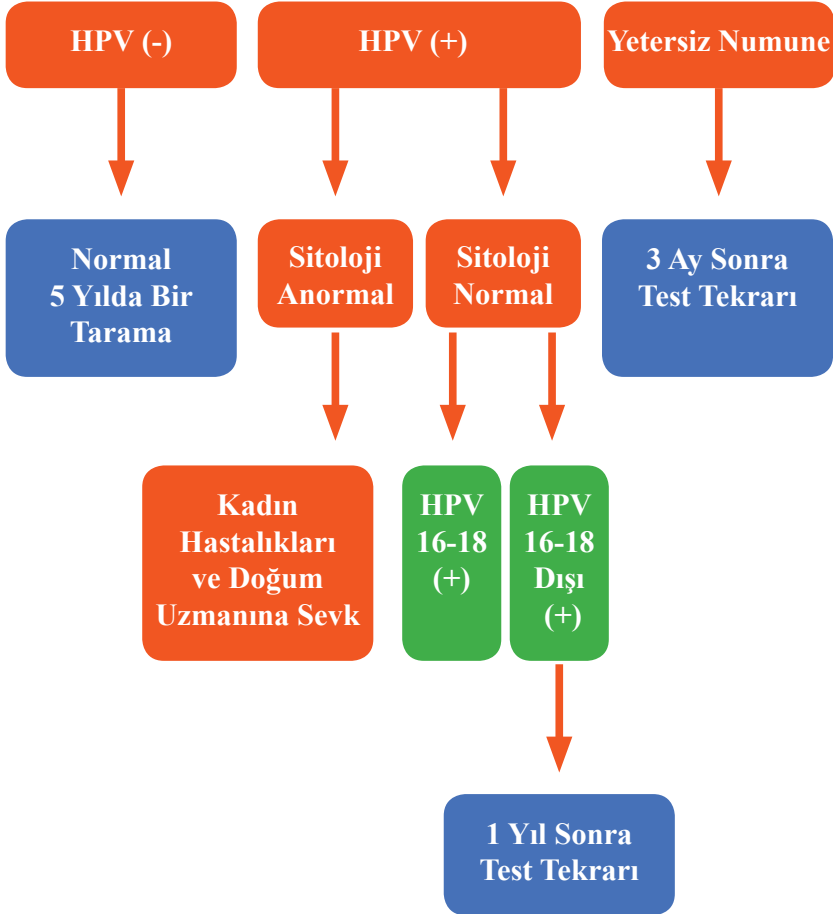 HPV (-)
HPV (+)
Yetersiz Numune
Normal
5 Yılda Bir
Tarama
Sitoloji
Anormal
Sitoloji
Normal
3 Ay Sonra
Test Tekrarı
Kadın
Hastalıkları
ve Doğum
Uzmanına Sevk
HPV
16-18
(+)
HPV
16-18
Dışı
(+)
1 Yıl Sonra
Test Tekrarı